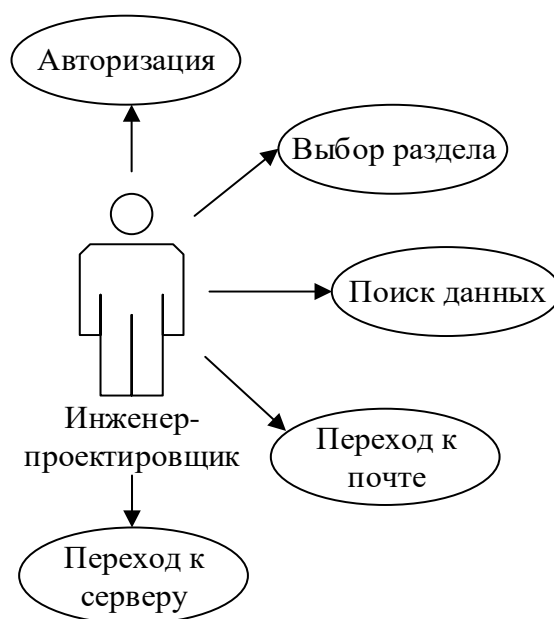 Авторизация
Выбор раздела
Поиск данных
Инженер-
проектировщик
Переход к
почте
Переход к
серверу